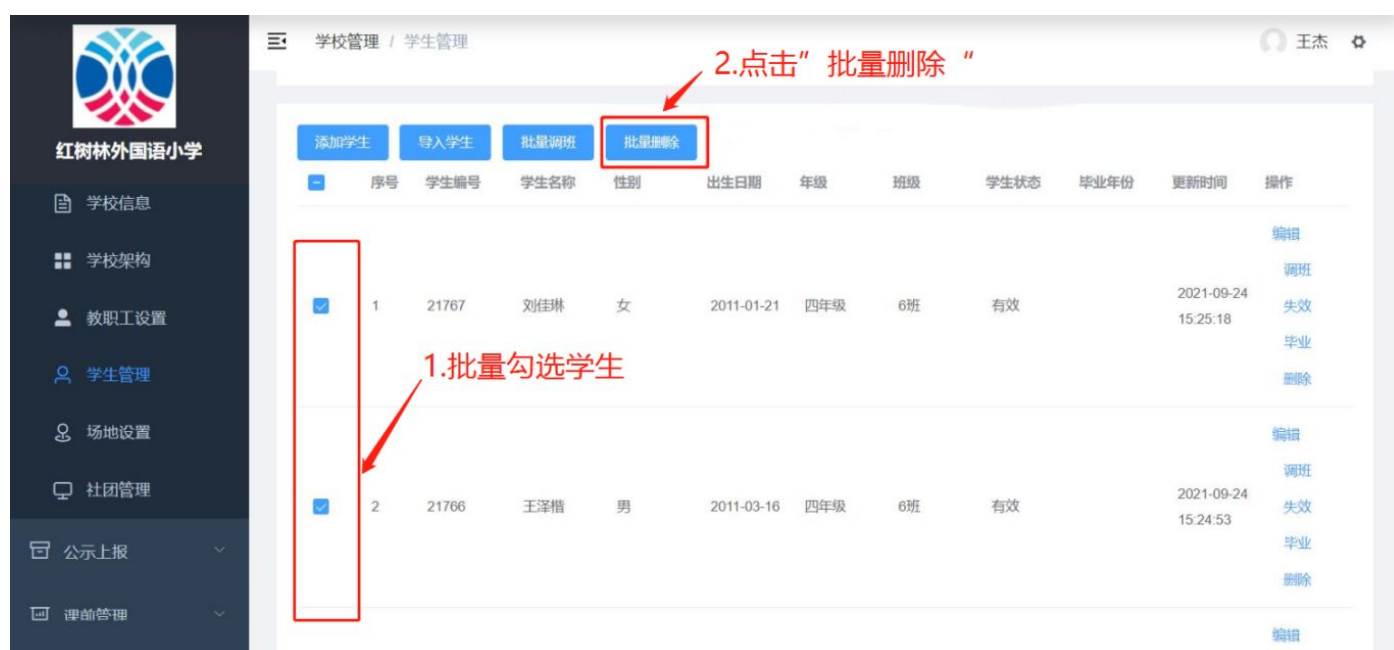 学校管理 / 学生管理
王杰
2.点击”批量删除“
红树林外国语小学
学校信息
学校架构
教职工设置
学生管理
场地设置
社团管理
公示上报
课前管理
添加学生 导入学生 批量调班 批量删除
序号 学生编号 学生名称 性别 出生日期 年级 班级 学生状态 毕业年份 更新时间 操作
1 21767 刘佳琳 女 2011-01-21 四年级 6班 有效 2021-09-24 15:25:18
编辑
调班
失效
毕业
删除
1.批量勾选学生
2 21766 王泽楷 男 2011-03-16 四年级 6班 有效 2021-09-24 15:24:53
编辑
调班
失效
毕业
删除
编辑